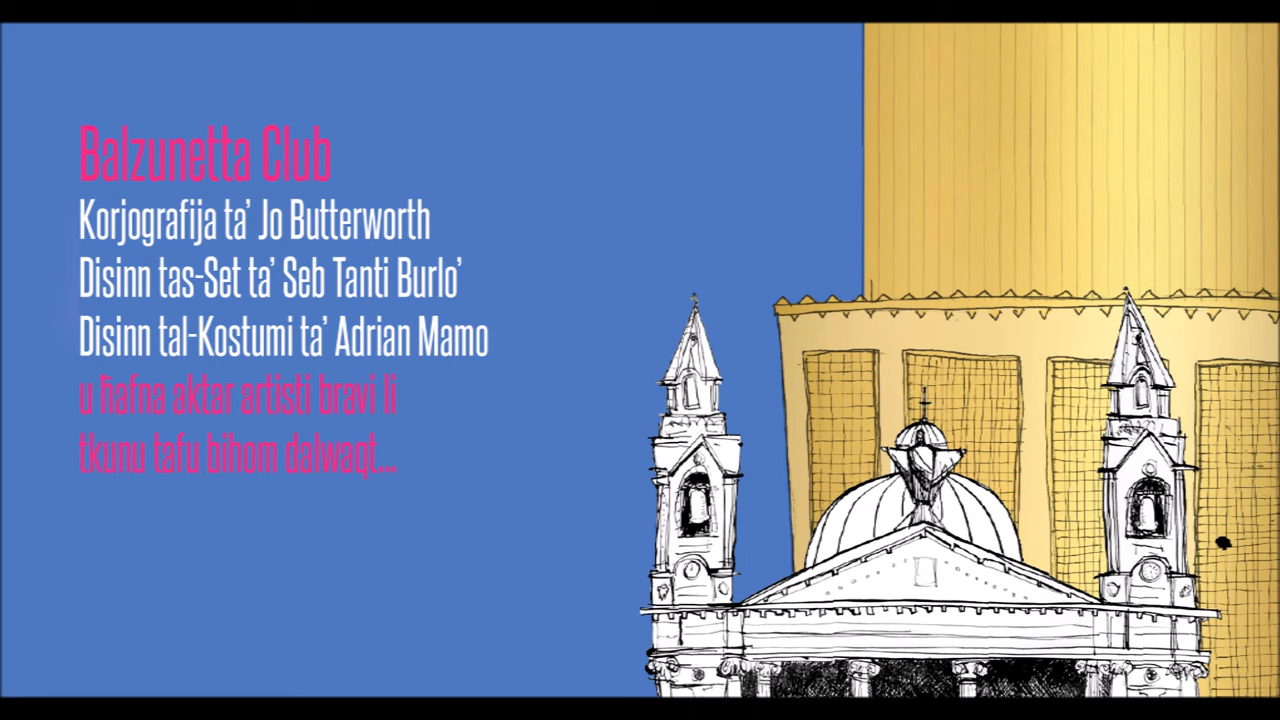 Balzunetta Club
Korjografija ta’ Jo Butterworth
Disinn tas-Set ta’ Seb Tanti Burlo’
Disinn tal-Kostumi ta’ Adrian Mamo
u ħafna aktar artisti bravi li
tkunu tafu bihom dalwaqt...